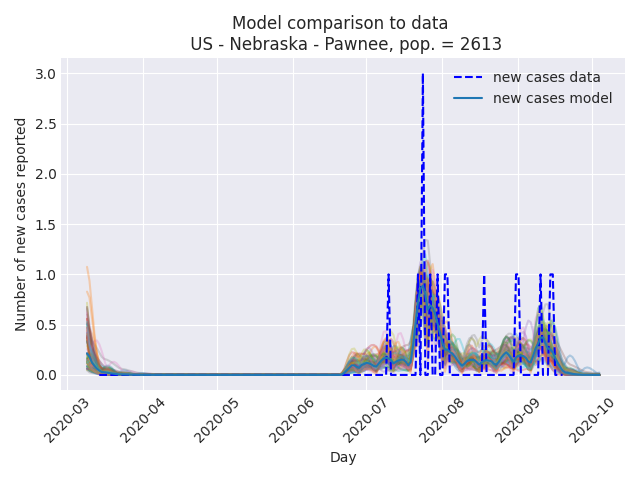 Model comparison to data
US - Nebraska - Pawnee, pop. = 2613
new cases data
new cases model
Number of new cases reported
3.0
2.5
2.0
1.5
1.0
0.5
0.0
2020-03
2020-04
2020-05
2020-06
2020-07
2020-08
2020-09
2020-10
Day